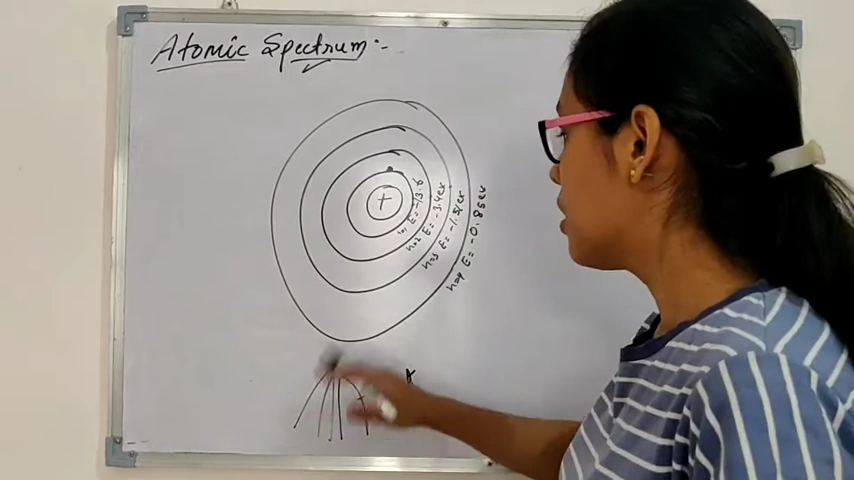 Atomic Spectrum :-
+
n=1 E=-13.6
n=2 E=-3.4ev
n=3 E=-1.51ev
n=4 E=-0.85ev